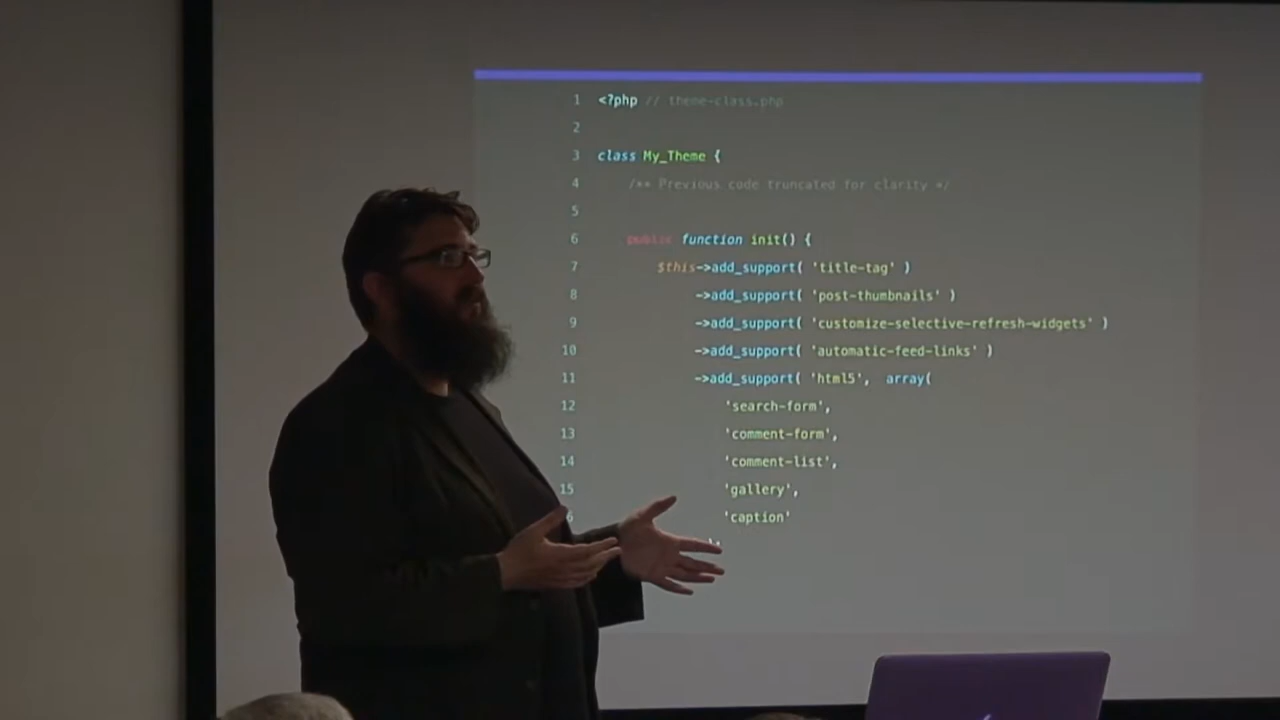 1 <?php // theme-class.php
2
3 class My_Theme {
4 /** Previous code truncated for clarity */
5
6 public function init() {
7 $this->add_support( 'title-tag' )
8 ->add_support( 'post-thumbnails' )
9 ->add_support( 'customize-selective-refresh-widgets' )
10 ->add_support( 'automatic-feed-links' )
11 ->add_support( 'html5', array(
12 'search-form',
13 'comment-form',
14 'comment-list',
15 'gallery',
6 'caption'
);